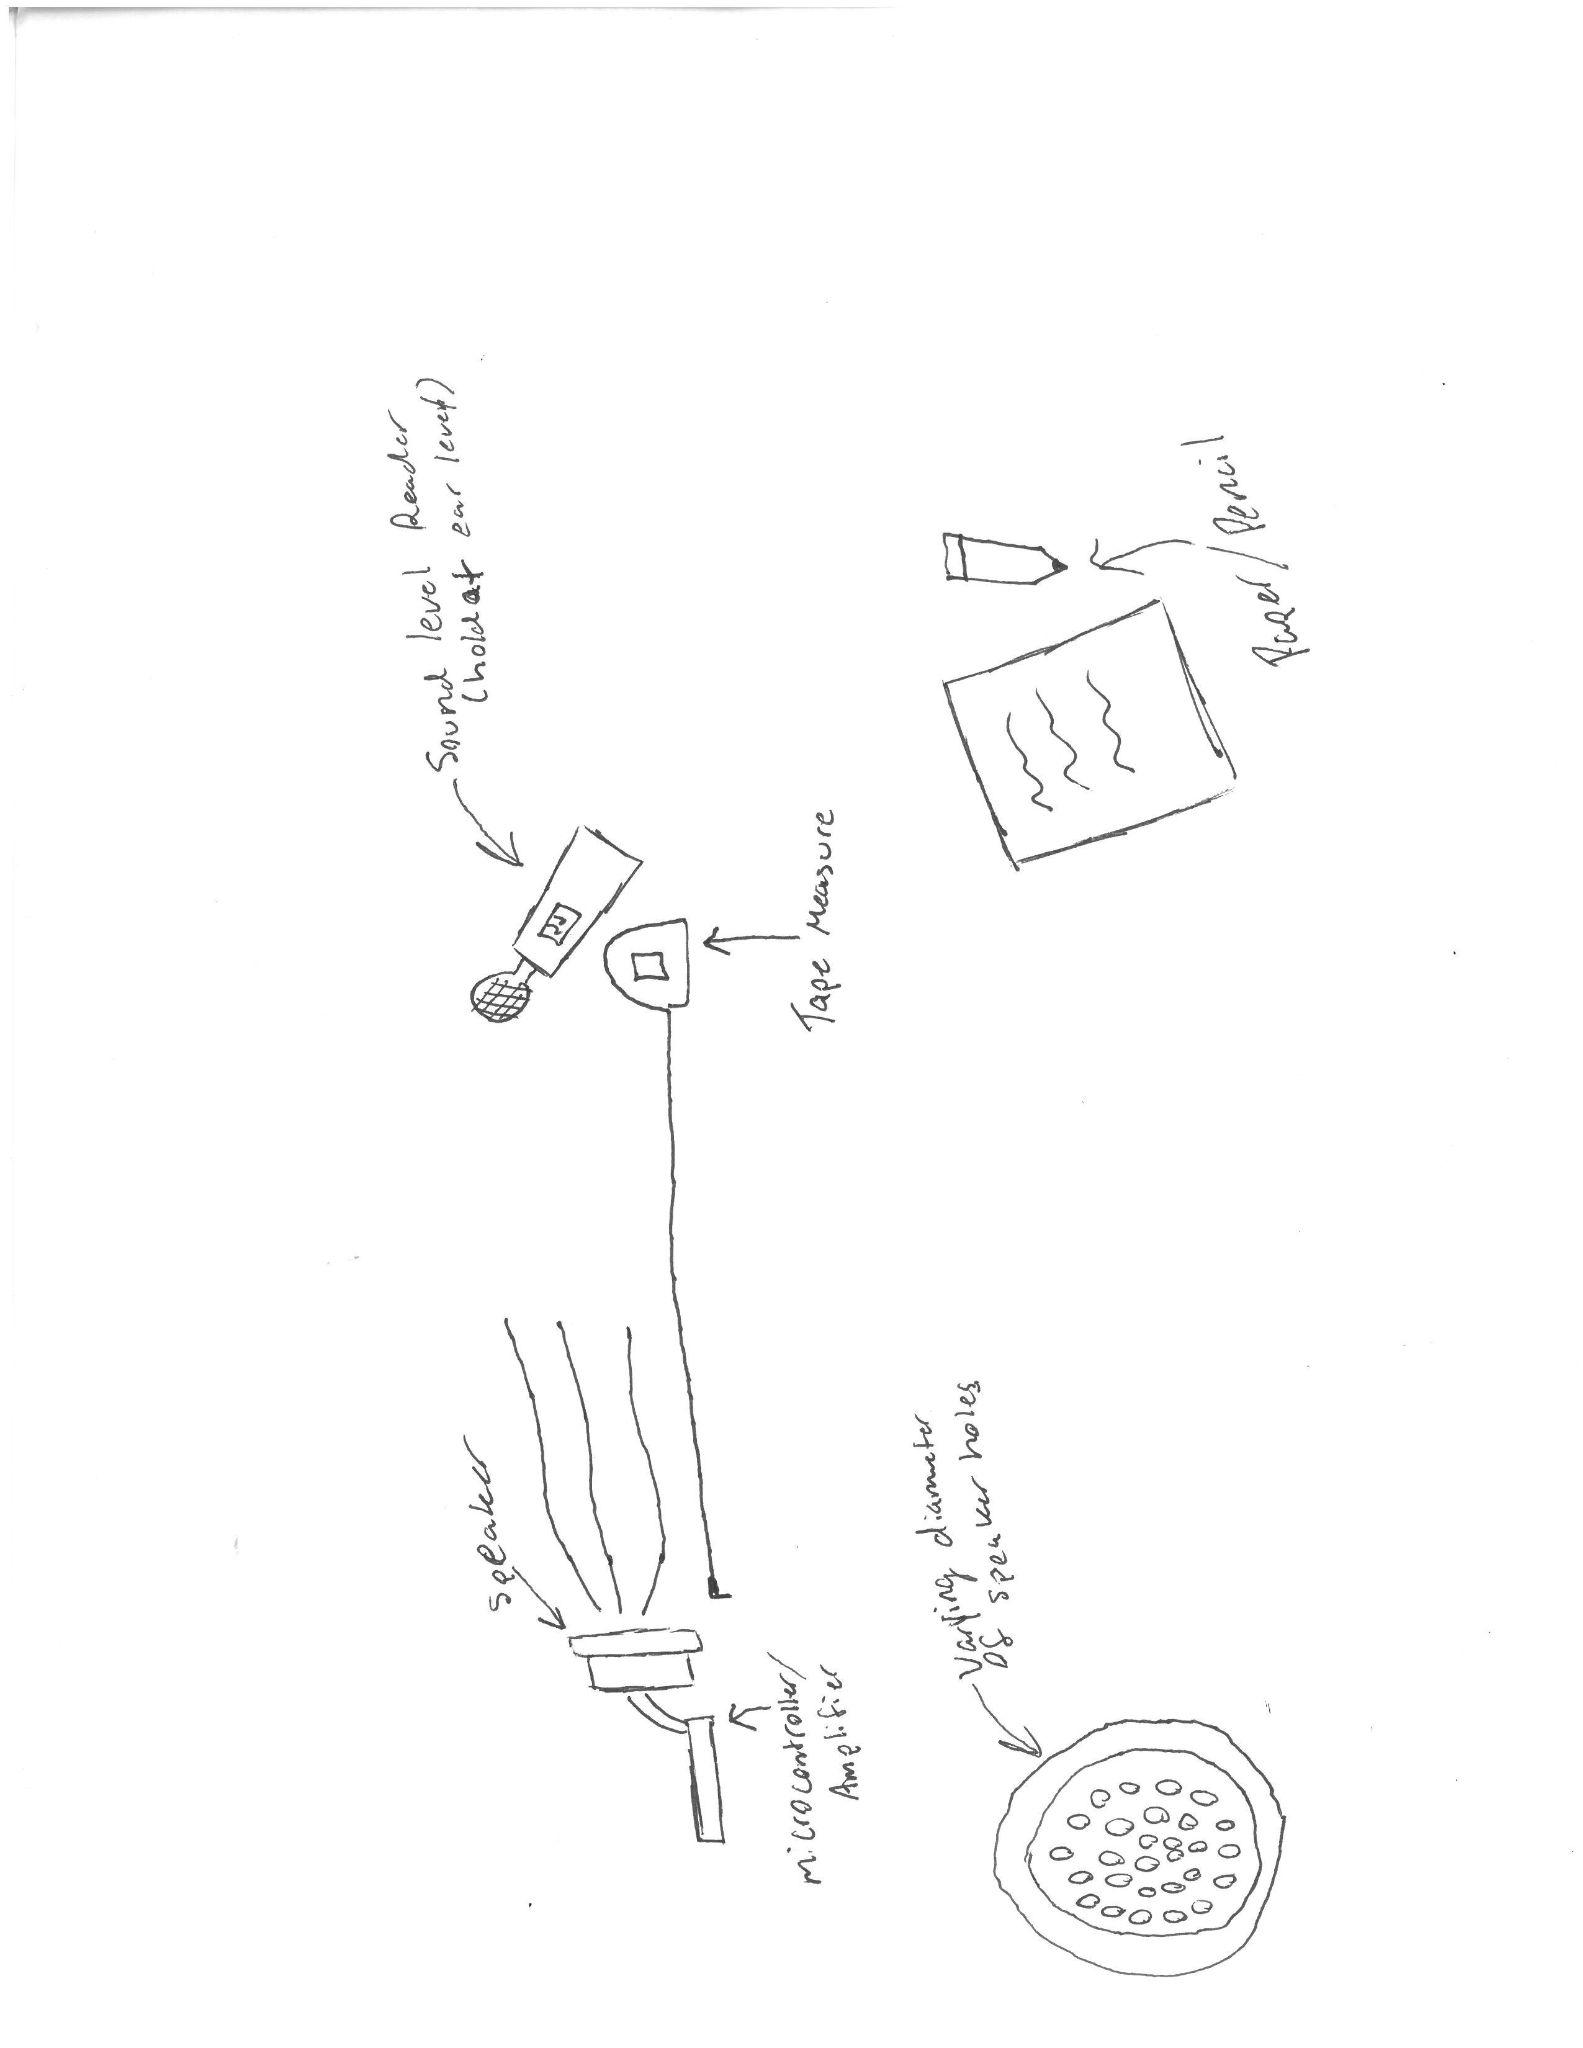 Sound level Reader
(hold at ear level)
Speaker
Tape Measure
microcontroller/
Amplifier
Paper / Pencil
Varying diameter
of speaker holes